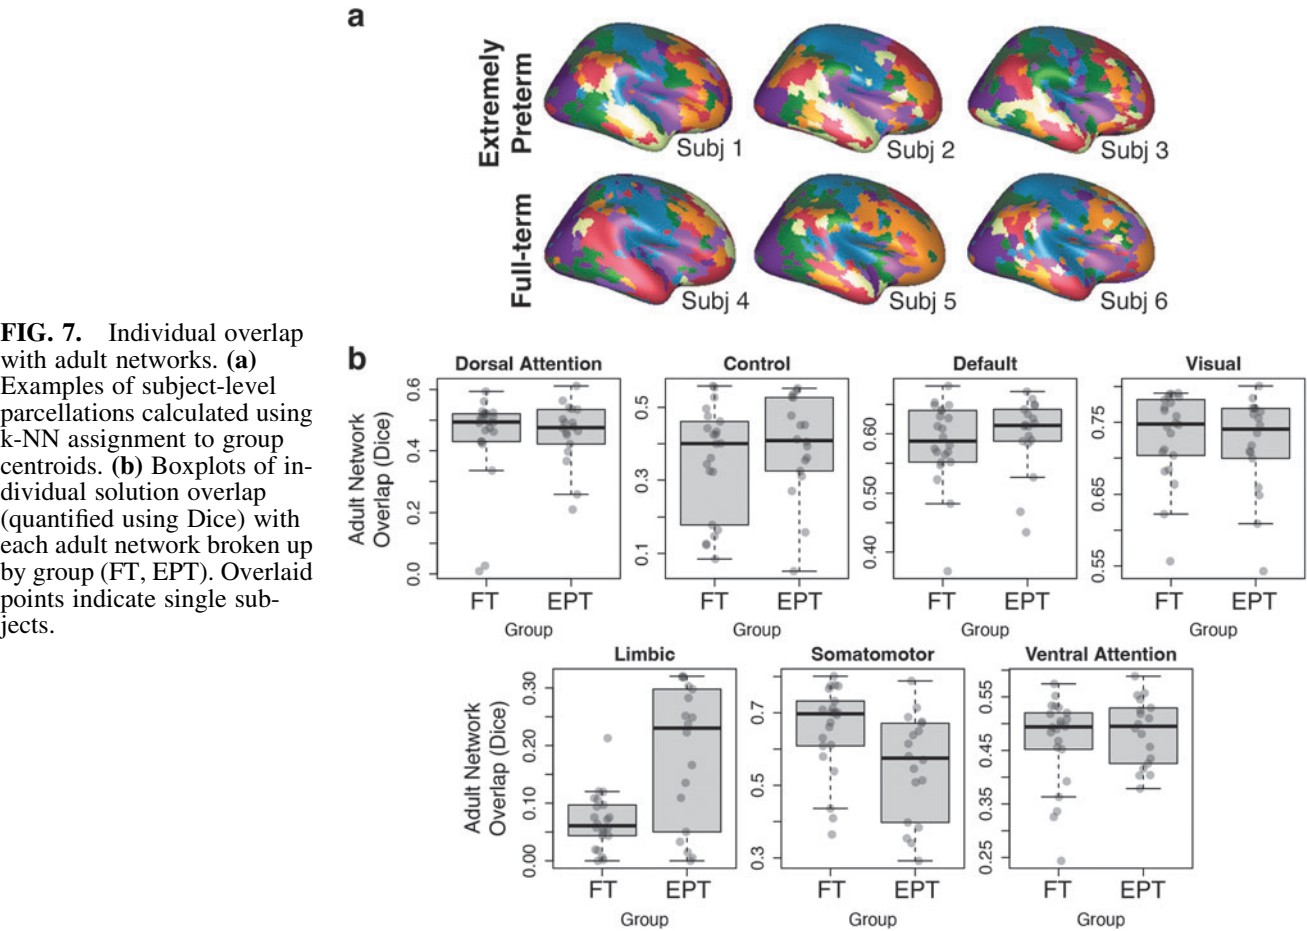 FIG. 7. Individual overlap
with adult networks. (a)
Examples of subject-level
parcellations calculated using
k-NN assignment to group
centroids. (b) Boxplots of in-
dividual solution overlap
(quantified using Dice) with
each adult network broken up
by group (FT, EPT). Overlaid
points indicate single sub-
jects.
a
Extremely
Preterm
Subj 1
Subj 2
Subj 3
Full-term
Subj 4
Subj 5
Subj 6
b
Adult Network
Overlap (Dice)
Dorsal Attention
0.6
0.4
0.2
0.0
FT EPT
Group
Control
0.5
0.3
0.1
FT EPT
Group
Default
0.60
0.50
0.40
FT EPT
Group
Visual
0.75
0.65
0.55
FT EPT
Group
Adult Network
Overlap (Dice)
Limbic
0.30
0.20
0.10
0.00
FT EPT
Group
Somatomotor
0.7
0.5
0.3
FT EPT
Group
Ventral Attention
0.55
0.45
0.35
0.25
FT EPT
Group